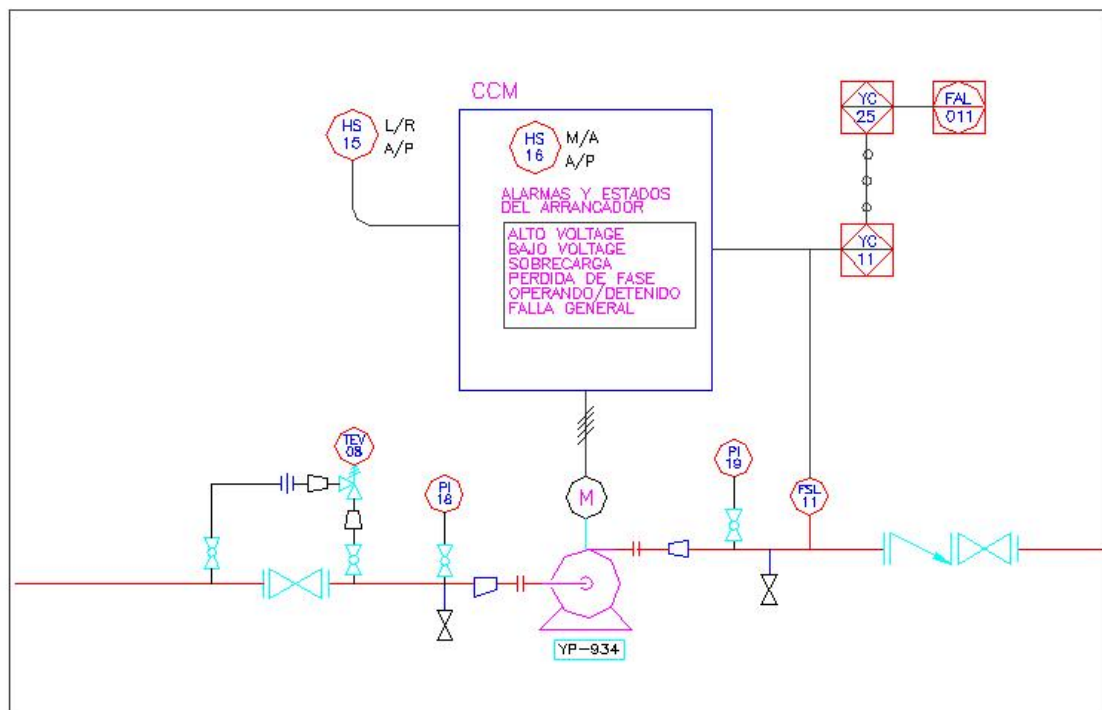 CCM
HS
15
L/R
A/P
HS
16
M/A
A/P
YC
25
FAL
011
ALARMAS Y ESTADOS
DEL ARRANCADOR
ALTO VOLTAGE
BAJO VOLTAGE
SOBRECARGA
PERDIDA DE FASE
OPERANDO/DETENIDO
FALLA GENERAL
YC
11
TEV
08
PI
18
M
PI
19
FSL
11
YP-934